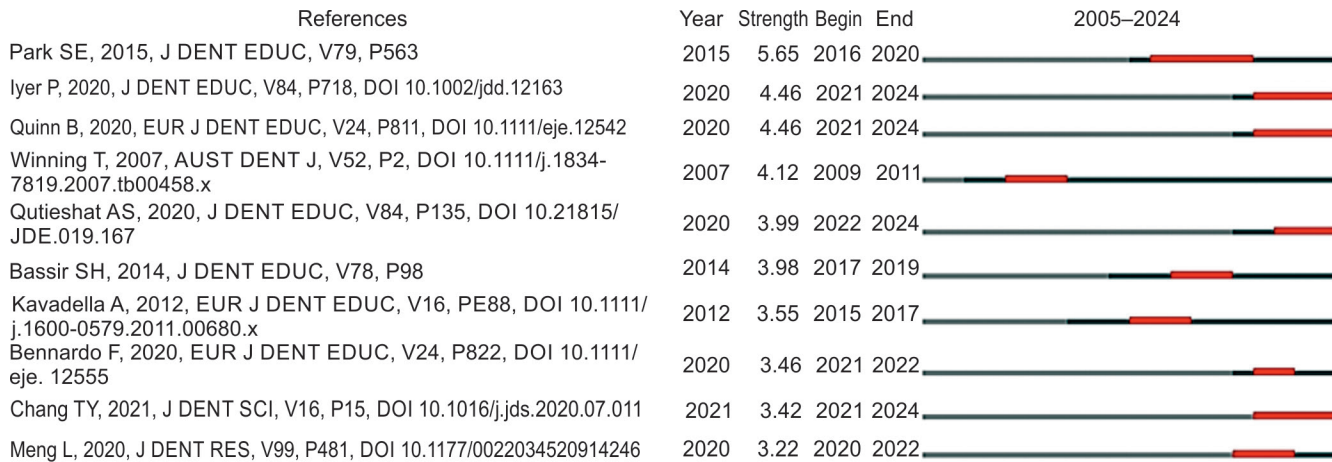 References Year Strength Begin End 2005–2024
Park SE, 2015, J DENT EDUC, V79, P563 2015 5.65 2016 2020
Iyer P, 2020, J DENT EDUC, V84, P718, DOI 10.1002/jdd.12163 2020 4.46 2021 2024
Quinn B, 2020, EUR J DENT EDUC, V24, P811, DOI 10.1111/eje.12542 2020 4.46 2021 2024
Winning T, 2007, AUST DENT J, V52, P2, DOI 10.1111/j.1834-
7819.2007.tb00458.x 2007 4.12 2009 2011
Qutieshat AS, 2020, J DENT EDUC, V84, P135, DOI 10.21815/
JDE.019.167 2020 3.99 2022 2024
Bassir SH, 2014, J DENT EDUC, V78, P98 2014 3.98 2017 2019
Kavadella A, 2012, EUR J DENT EDUC, V16, PE88, DOI 10.1111/
j.1600-0579.2011.00680.x 2012 3.55 2015 2017
Bennardo F, 2020, EUR J DENT EDUC, V24, P822, DOI 10.1111/
eje. 12555 2020 3.46 2021 2022
Chang TY, 2021, J DENT SCI, V16, P15, DOI 10.1016/j.jds.2020.07.011 2021 3.42 2021 2024
Meng L, 2020, J DENT RES, V99, P481, DOI 10.1177/0022034520914246 2020 3.22 2020 2022